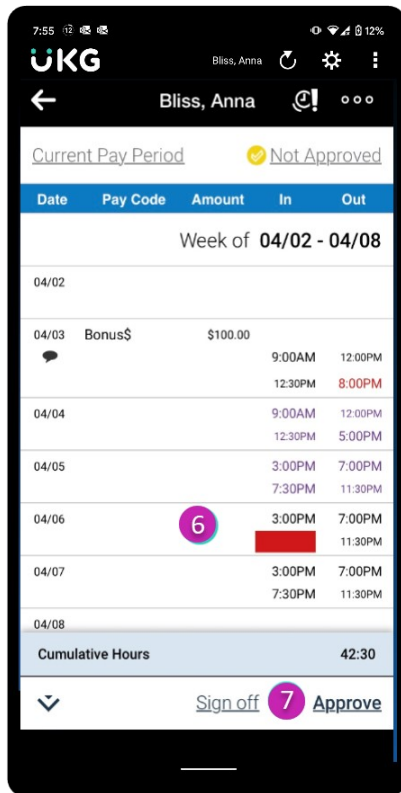 7:55 12 12%
UKG Bliss, Anna
Bliss, Anna
Current Pay Period Not Approved
Date Pay Code Amount In Out
Week of 04/02 - 04/08
04/02
04/03 Bonus$ $100.00
9:00AM 12:00PM
12:30PM 8:00PM
04/04 9:00AM 12:00PM
12:30PM 5:00PM
04/05 3:00PM 7:00PM
7:30PM 11:30PM
04/06 6 3:00PM 7:00PM
11:30PM
04/07 3:00PM 7:00PM
7:30PM 11:30PM
04/08
Cumulative Hours 42:30
Sign off 7 Approve